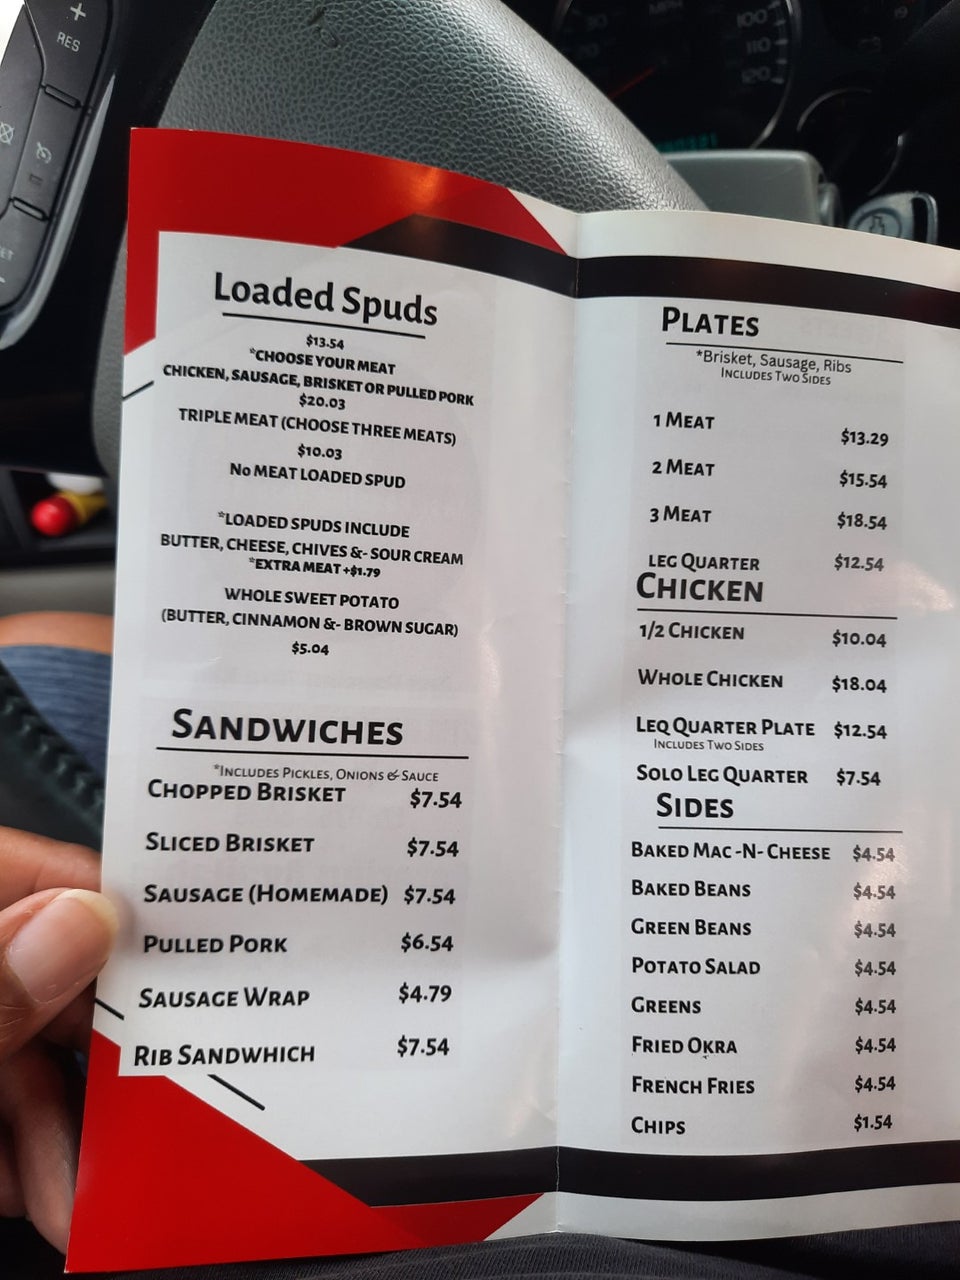 +
RES
MPH
100
110
120
Loaded Spuds
$13.54
*CHOOSE YOUR MEAT
CHICKEN, SAUSAGE, BRISKET OR PULLED PORK
$20.03
TRIPLE MEAT (CHOOSE THREE MEATS)
$10.03
No MEAT LOADED SPUD
*LOADED SPUDS INCLUDE
BUTTER, CHEESE, CHIVES &- SOUR CREAM
*EXTRA MEAT +$1.79
WHOLE SWEET POTATO
(BUTTER, CINNAMON &- BROWN SUGAR)
$5.04
SANDWICHES
*INCLUDES PICKLES, ONIONS & SAUCE
CHOPPED BRISKET $7.54
SLICED BRISKET $7.54
SAUSAGE (HOMEMADE) $7.54
PULLED PORK $6.54
SAUSAGE WRAP $4.79
RIB SANDWHICH $7.54
PLATES
*Brisket, Sausage, Ribs
INCLUDES TWO SIDES
1 MEAT $13.29
2 MEAT $15.54
3 MEAT $18.54
LEG QUARTER $12.54
CHICKEN
1/2 CHICKEN $10.04
WHOLE CHICKEN $18.04
LEQ QUARTER PLATE $12.54
INCLUDES TWO SIDES
SOLO LEG QUARTER $7.54
SIDES
BAKED MAC -N- CHEESE $4.54
BAKED BEANS $4.54
GREEN BEANS $4.54
POTATO SALAD $4.54
GREENS $4.54
FRIED OKRA $4.54
FRENCH FRIES $4.54
CHIPS $1.54